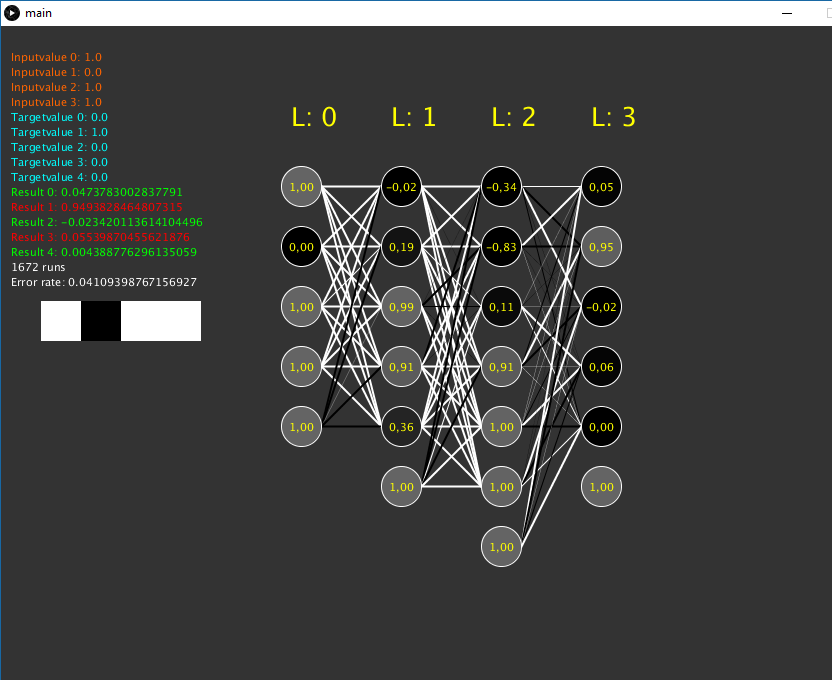 main
Inputvalue 0: 1.0
Inputvalue 1: 0.0
Inputvalue 2: 1.0
Inputvalue 3: 1.0
Targetvalue 0: 0.0
Targetvalue 1: 1.0
Targetvalue 2: 0.0
Targetvalue 3: 0.0
Targetvalue 4: 0.0
Result 0: 0.0473783002837791
Result 1: 0.9493828464807315
Result 2: -0.023420113614104496
Result 3: 0.05539870455621876
Result 4: 0.004388776296135059
1672 runs
Error rate: 0.04109398767156927
L: 0 L: 1 L: 2 L: 3
1,00 -0,02 -0,34 0,05
0,00 0,19 -0,83 0,95
1,00 0,99 0,11 -0,02
1,00 0,91 0,91 0,06
1,00 0,36 1,00 0,00
1,00 1,00 1,00
1,00